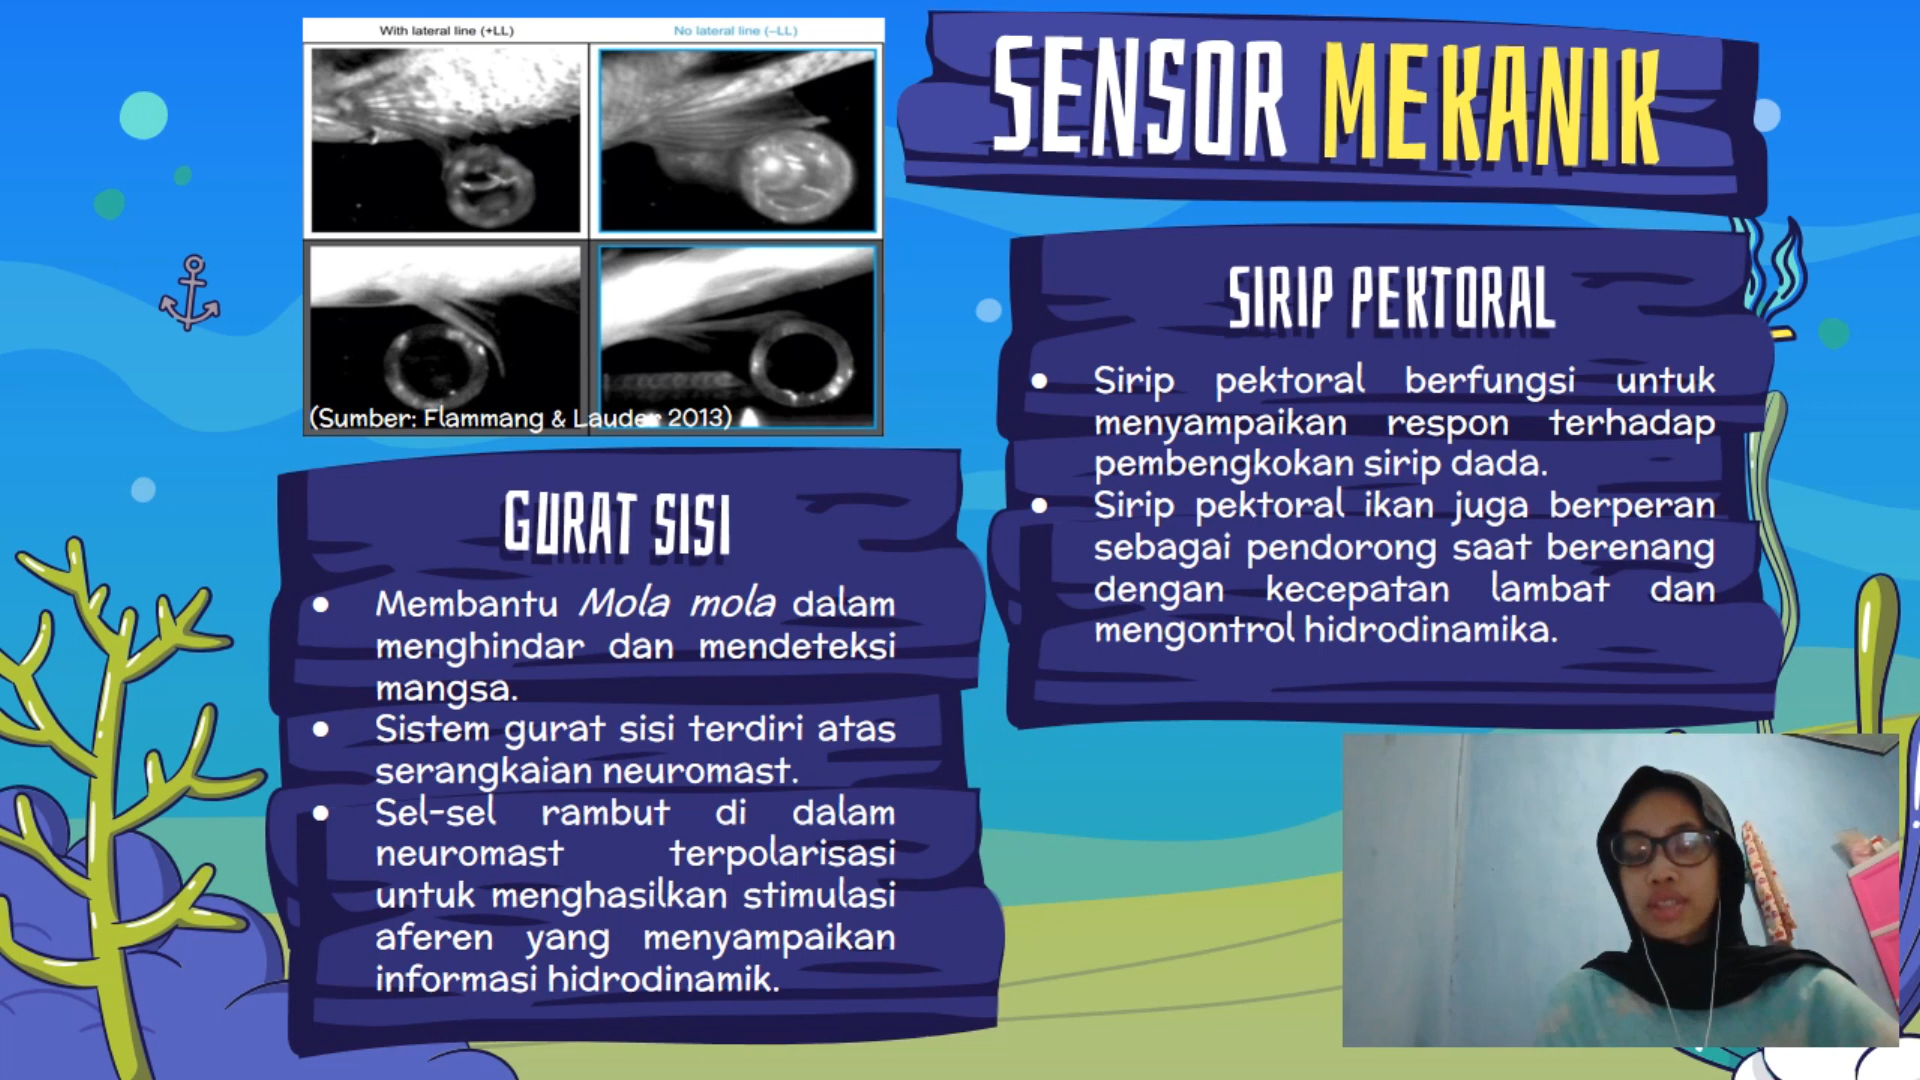 With lateral line (+LL)
No lateral line (–LL)
(Sumber: Flammang & Lauder 2013)
SENSOR MEKANIK
GURAT SISI
● Membantu Mola mola dalam
menghindar dan mendeteksi
mangsa.
● Sistem gurat sisi terdiri atas
serangkaian neuromast.
● Sel-sel rambut di dalam
neuromast terpolarisasi
untuk menghasilkan stimulasi
aferen yang menyampaikan
informasi hidrodinamik.
SIRIP PEKTORAL
● Sirip pektoral berfungsi untuk
menyampaikan respon terhadap
pembengkokan sirip dada.
● Sirip pektoral ikan juga berperan
sebagai pendorong saat berenang
dengan kecepatan lambat dan
mengontrol hidrodinamika.